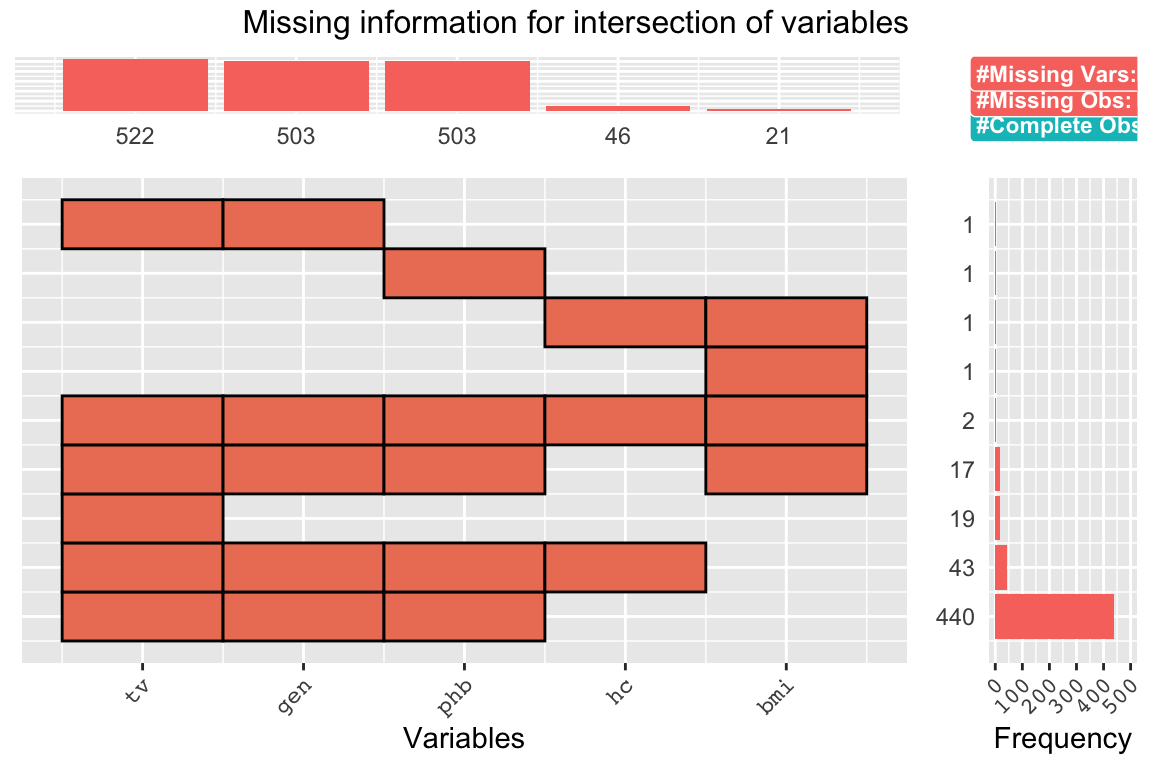 Missing information for intersection of variables
#Missing Vars:
#Missing Obs:
#Complete Obs
522 503 503 46 21
1
1
1
1
2
17
19
43
440
tv gen phb hc bmi
0 100 200 300 400 500
Variables
Frequency